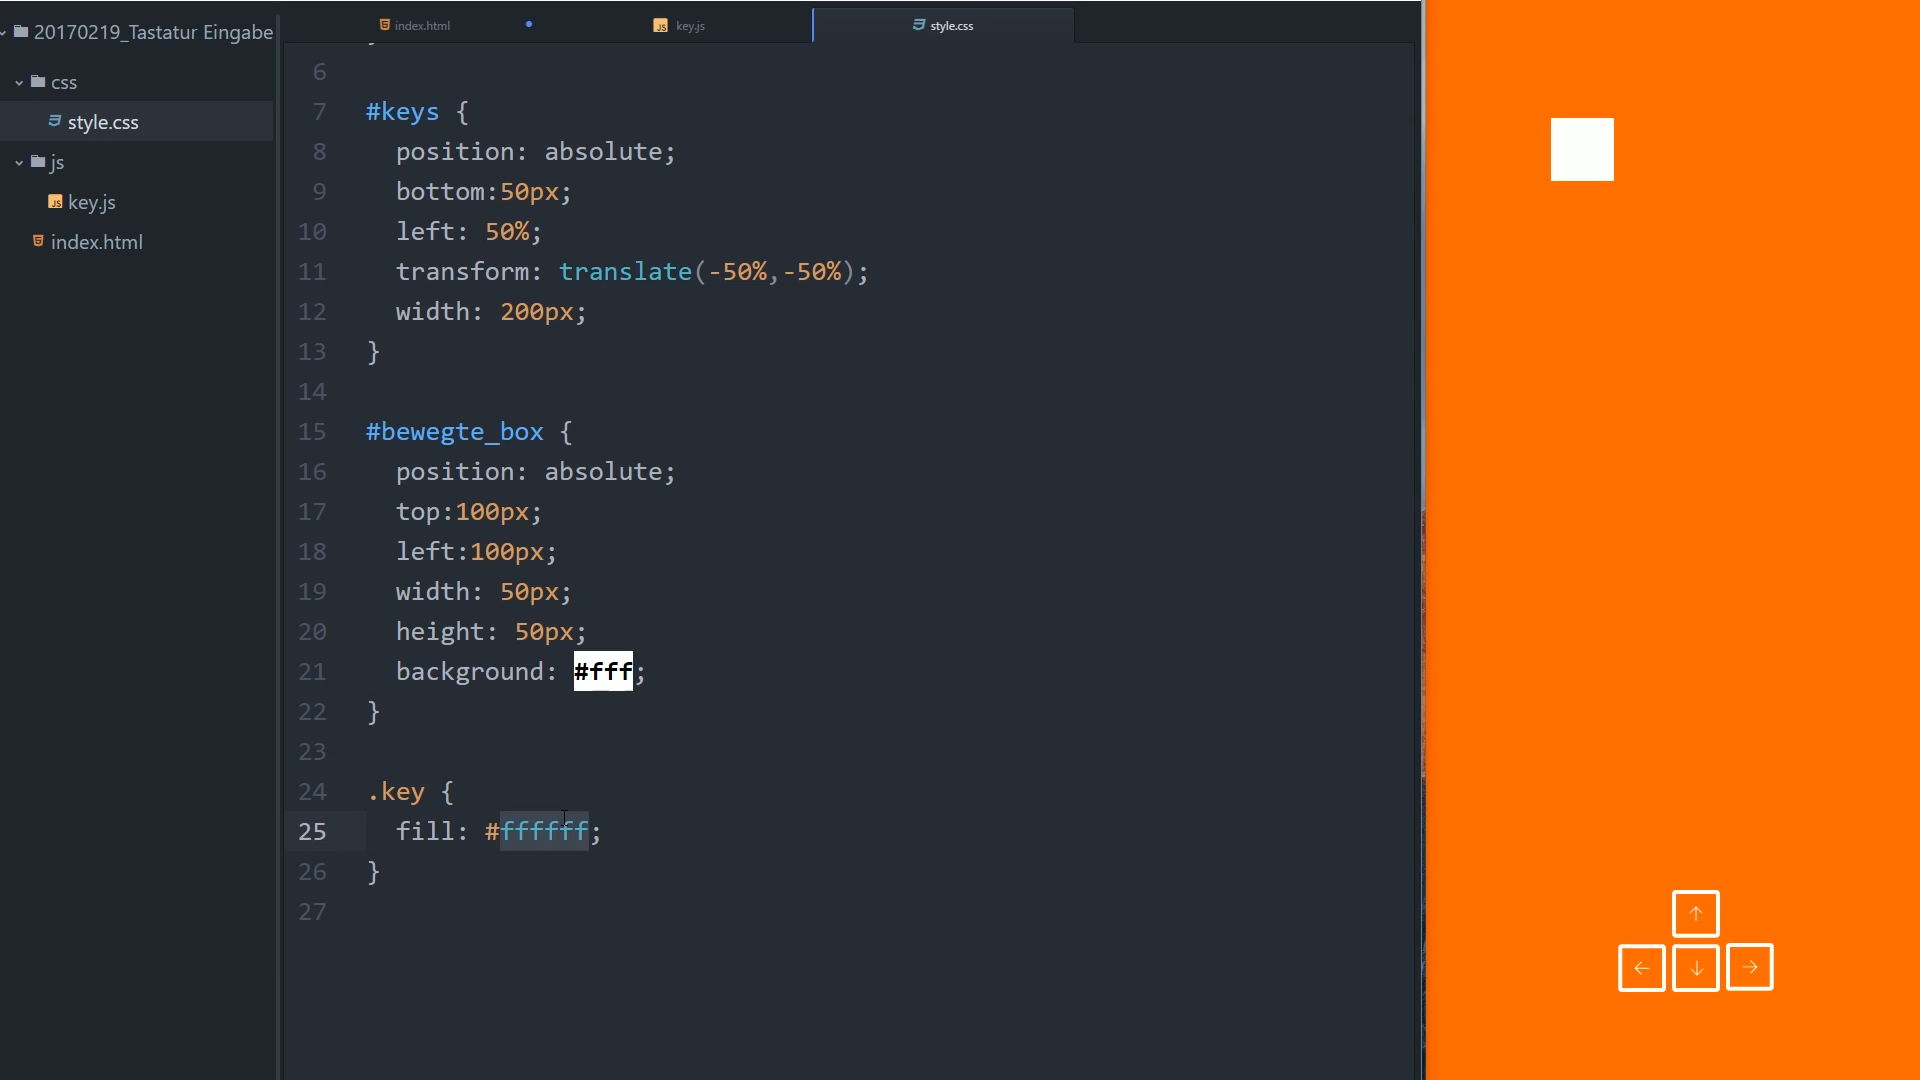 20170219_Tastatur Eingabe
css
style.css
js
key.js
index.html
index.html
key.js
style.css
6
7 #keys {
8 position: absolute;
9 bottom:50px;
10 left: 50%;
11 transform: translate(-50%,-50%);
12 width: 200px;
13 }
14
15 #bewegte_box {
16 position: absolute;
17 top:100px;
18 left:100px;
19 width: 50px;
20 height: 50px;
21 background: #fff;
22 }
23
24 .key {
25 fill: #ffffff;
26 }
27
↑
← ↓ →